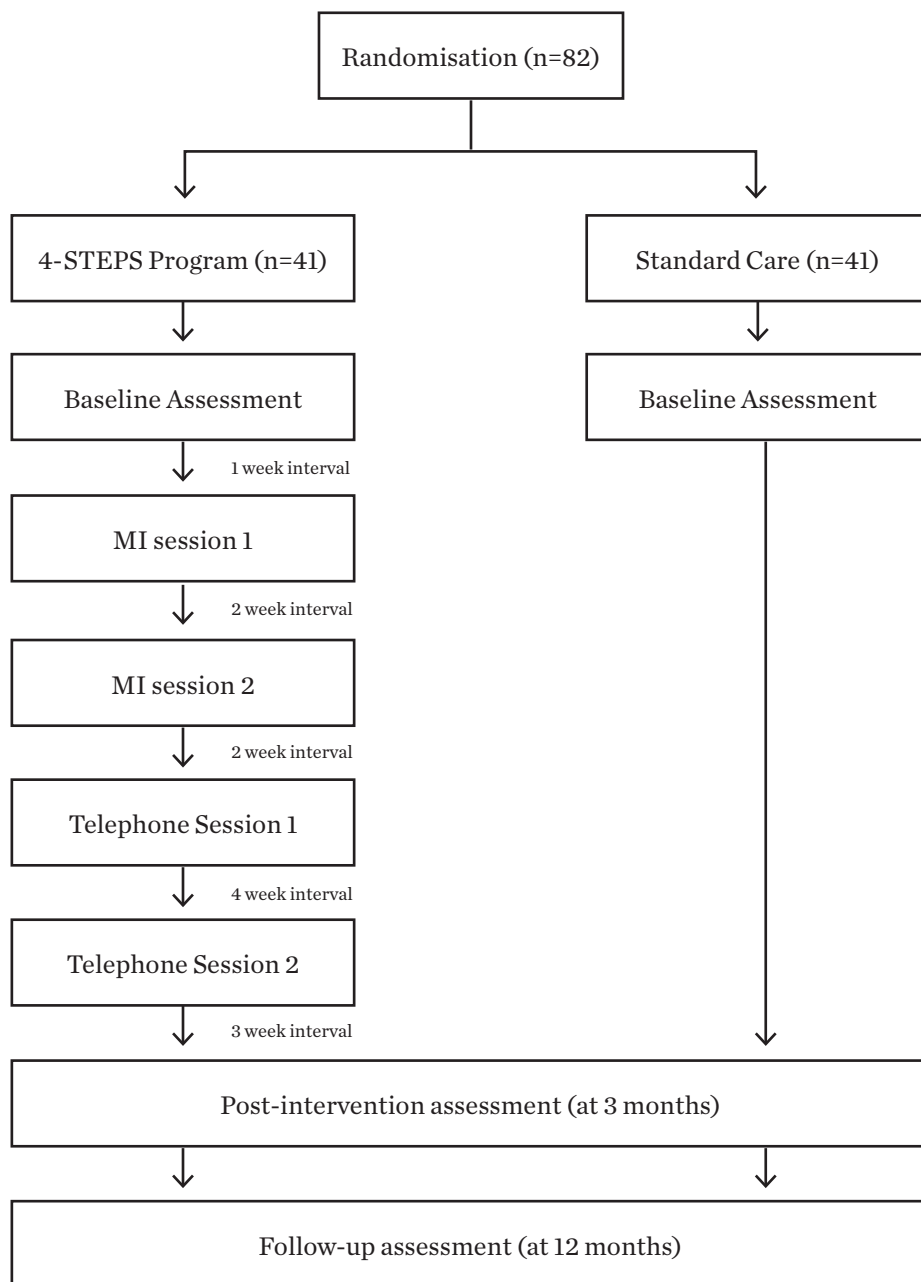 Randomisation (n=82)
4-STEPS Program (n=41)
Standard Care (n=41)
Baseline Assessment
Baseline Assessment
1 week interval
MI session 1
2 week interval
MI session 2
2 week interval
Telephone Session 1
4 week interval
Telephone Session 2
3 week interval
Post-intervention assessment (at 3 months)
Follow-up assessment (at 12 months)